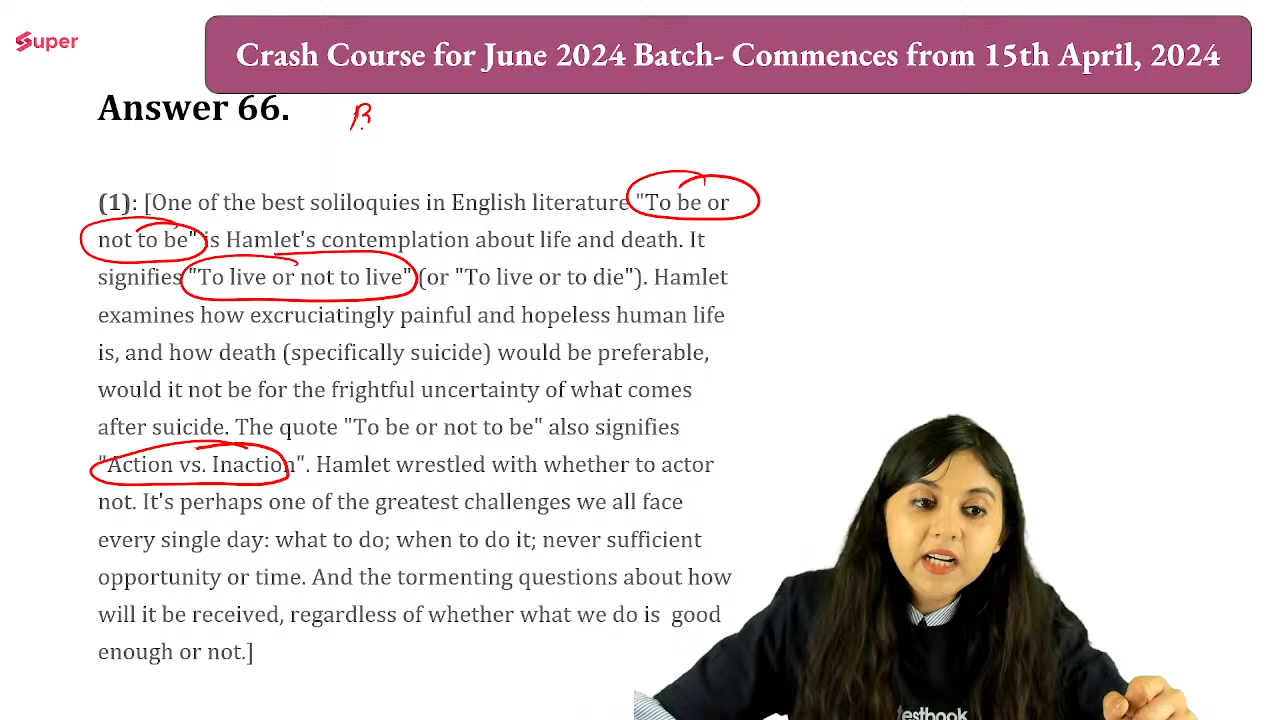 Super
Crash Course for June 2024 Batch- Commences from 15th April, 2024
Answer 66.
B
(1): [One of the best soliloquies in English literature "To be or
not to be" is Hamlet's contemplation about life and death. It
signifies "To live or not to live" (or "To live or to die"). Hamlet
examines how excruciatingly painful and hopeless human life
is, and how death (specifically suicide) would be preferable,
would it not be for the frightful uncertainty of what comes
after suicide. The quote "To be or not to be" also signifies
"Action vs. Inaction". Hamlet wrestled with whether to actor
not. It's perhaps one of the greatest challenges we all face
every single day: what to do; when to do it; never sufficient
opportunity or time. And the tormenting questions about how
will it be received, regardless of whether what we do is good
enough or not.]
testbook